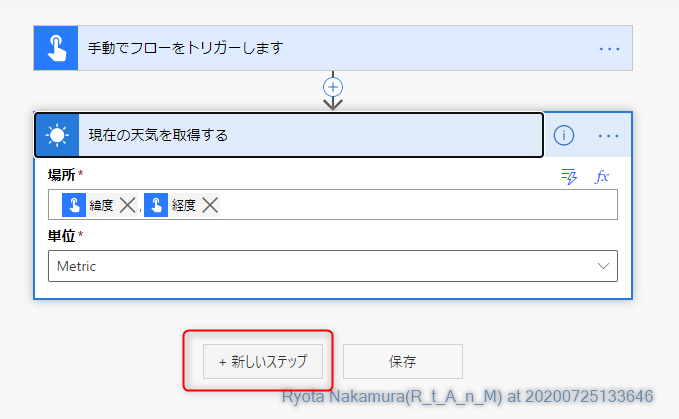 手動でフローをトリガーします
現在の天気を取得する
場所*
fx
緯度 , 経度
単位*
Metric
+ 新しいステップ 保存
Ryota Nakamura(R_t_A_n_M) at 20200725133646